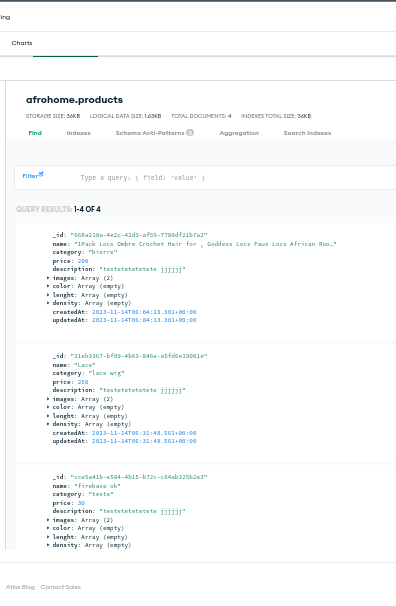 ing
Charts
afrohome.products
STORAGE SIZE: 36KB LOGICAL DATA SIZE: 1.63KB TOTAL DOCUMENTS: 4 INDEXES TOTAL SIZE: 36KB
Find Indexes Schema Anti-Patterns 0 Aggregation Search Indexes
Filter Type a query: { field: 'value' }
QUERY RESULTS: 1-4 OF 4
_id: "668a210a-4e2c-42d3-af50-7780df21b7a2"
name: "1Pack Locs Ombre Crochet Hair for , Goddess Locs Faux Locs African Roo…"
category: "bierre"
price: 200
description: "testetetetetete jjjjjj"
images: Array (2)
color: Array (empty)
lenght: Array (empty)
density: Array (empty)
createdAt: 2023-11-14T06:04:13.301+00:00
updatedAt: 2023-11-14T06:04:13.301+00:00
_id: "21eb3367-bf09-4b63-846e-a5fd0e19901e"
name: "Lace"
category: "lace wig"
price: 250
description: "testetetetetete jjjjjj"
images: Array (2)
color: Array (empty)
lenght: Array (empty)
density: Array (empty)
createdAt: 2023-11-14T06:31:48.561+00:00
updatedAt: 2023-11-14T06:31:48.561+00:00
_id: "cce5a41b-e584-4b15-b72c-c64ab325b2e3"
name: "firebase ok"
category: "teste"
price: 30
description: "testetetetetete jjjjjj"
images: Array (2)
color: Array (empty)
lenght: Array (empty)
density: Array (empty)
Atlas Blog Contact Sales